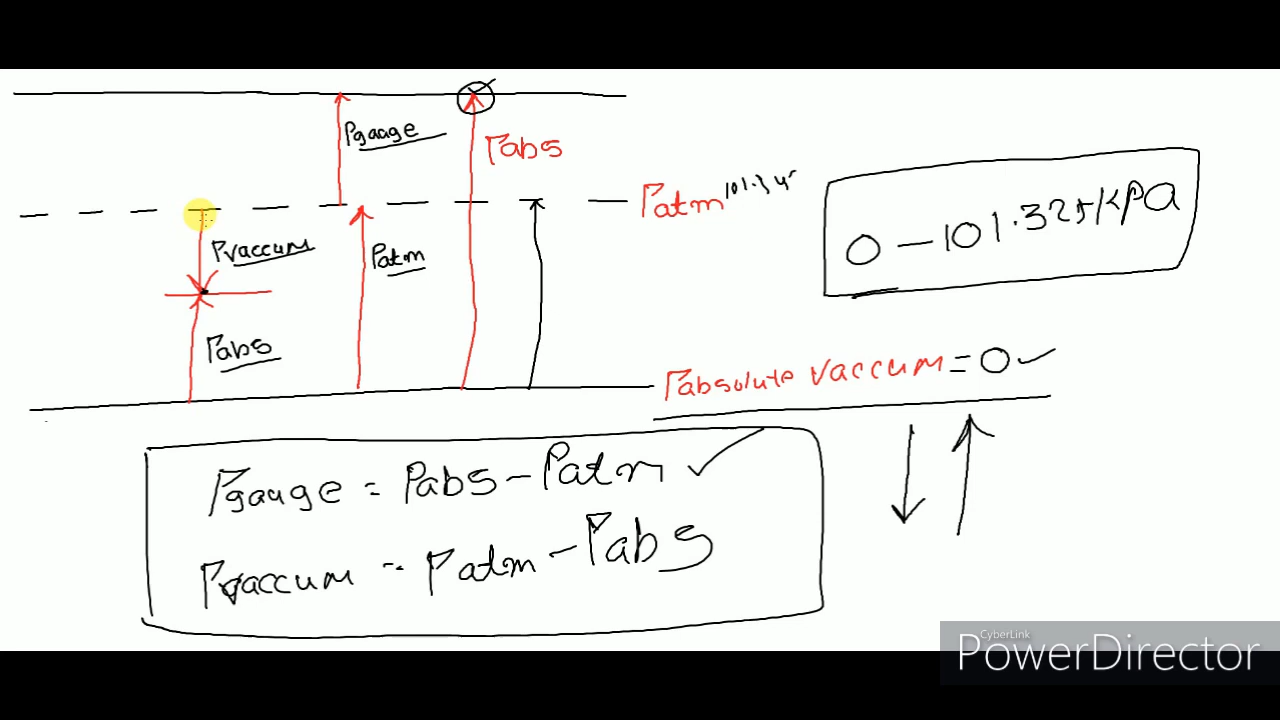 Pgauge
Pabs
Patm
Pvaccum
Patm
0 - 101.325 KPa
Pabs
Pabsolute vaccum = 0
Pgauge = Pabs - Patm
Pvaccum = Patm - Pabs
CyberLink
PowerDirector